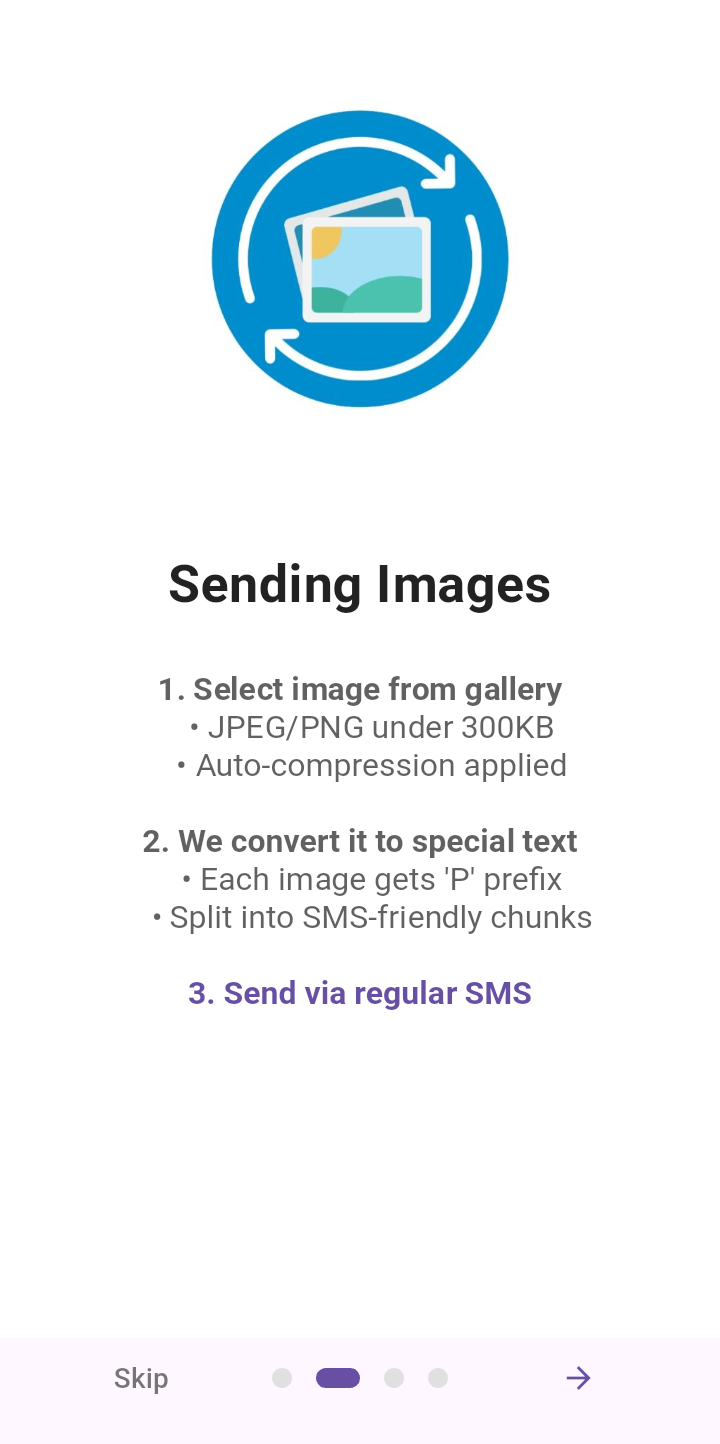 Sending Images
1. Select image from gallery
• JPEG/PNG under 300KB
• Auto-compression applied
2. We convert it to special text
• Each image gets 'P' prefix
• Split into SMS-friendly chunks
3. Send via regular SMS
Skip